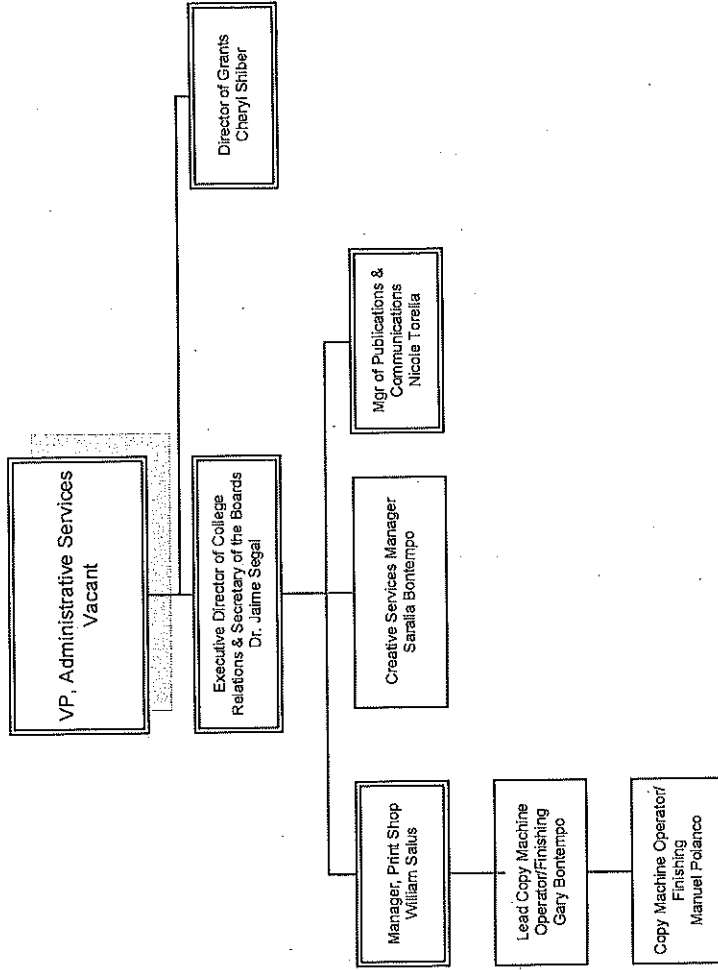 VP, Administrative Services
Vacant
Director of Grants
Cheryl Shiber
Executive Director of College
Relations & Secretary of the Boards
Dr. Jaime Segal
Manager, Print Shop
William Salus
Creative Services Manager
Saralla Bontempo
Mgr of Publications &
Communications
Nicole Torella
Lead Copy Machine
Operator/Finishing
Gary Bontempo
Copy Machine Operator/
Finishing
Manuel Polanco